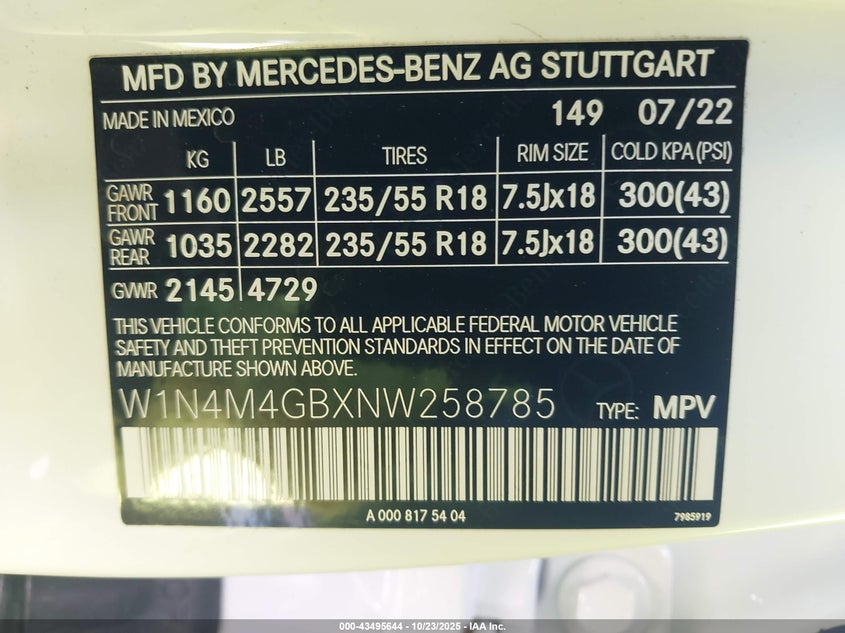 MFD BY MERCEDES-BENZ AG STUTTGART
MADE IN MEXICO 149 07/22
KG LB TIRES RIM SIZE COLD KPA (PSI)
GAWR FRONT 1160 2557 235/55 R18 7.5Jx18 300(43)
GAWR REAR 1035 2282 235/55 R18 7.5Jx18 300(43)
GVWR 2145 4729
THIS VEHICLE CONFORMS TO ALL APPLICABLE FEDERAL MOTOR VEHICLE
SAFETY AND THEFT PREVENTION STANDARDS IN EFFECT ON THE DATE OF
MANUFACTURE SHOWN ABOVE.
W1N4M4GBXNW258785 TYPE: MPV
A 000 817 54 04 7985919
000-43495644 | 10/23/2025 | IAA Inc.